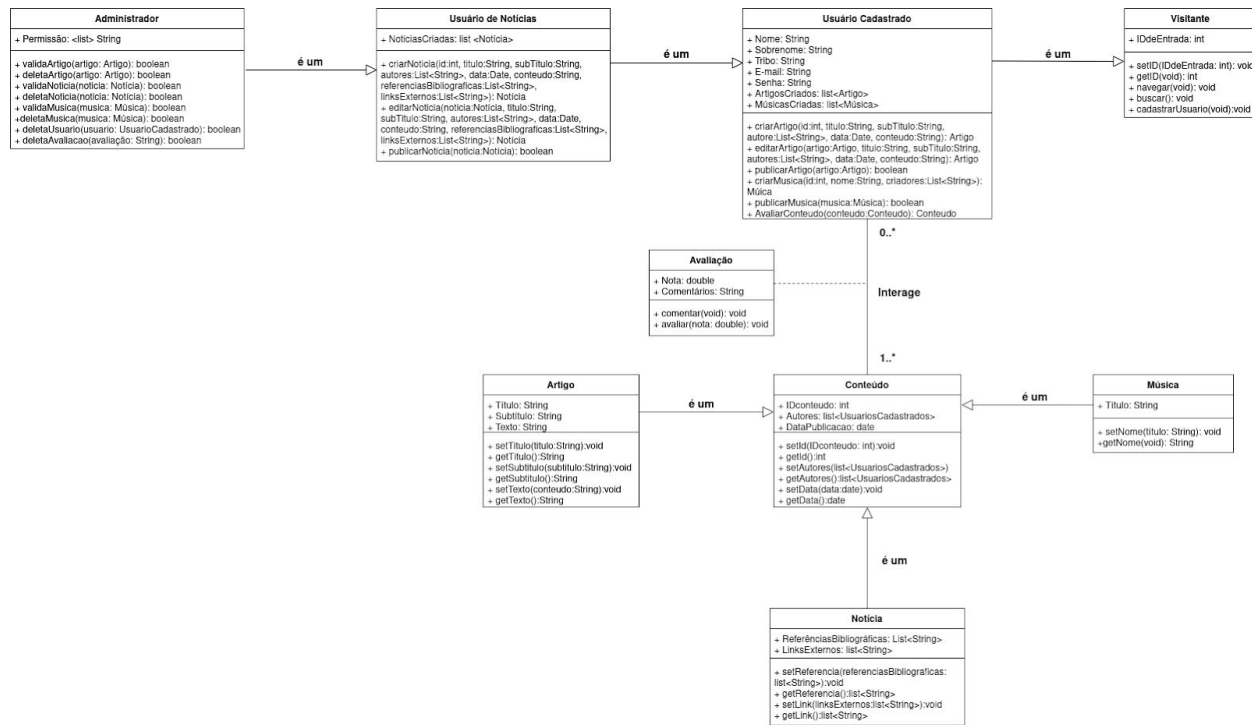 Administrador
+ Permissão: <list> String
+ validaArtigo(artigo: Artigo): boolean
+ deletaArtigo(artigo: Artigo): boolean
+ validaNoticia(noticia: Notícia): boolean
+ deletaNoticia(noticia: Notícia): boolean
+ validaMusica(musica: Música): boolean
+deletaMusica(musica: Música): boolean
+ deletaUsuario(usuario: UsuarioCadastrado): boolean
+ deletaAvaliacao(avaliação: String): boolean
é um
Usuário de Notícias
+ NoticiasCriadas: list <Notícia>
+ criarNoticia(id:int, titulo:String, subTitulo:String,
autores:List<String>, data:Date, conteudo:String,
referenciasBibliograficas:List<String>,
linksExternos:List<String>): Noticia
+ editarNoticia(noticia:Noticia, titulo:String,
subTitulo:String, autores:List<String>, data:Date,
conteudo:String, referenciasBibliograficas:List<String>,
linksExternos:List<String>): Noticia
+ publicarNoticia(noticia:Noticia): boolean
é um
Usuário Cadastrado
+ Nome: String
+ Sobrenome: String
+ Tribo: String
+ E-mail: String
+ Senha: String
+ ArtigosCriados: list<Artigo>
+ MúsicasCriadas: list<Música>
+ criarArtigo(id:int, titulo:String, subTitulo:String,
autore:List<String>, data:Date, conteudo:String): Artigo
+ editarArtigo(artigo:Artigo, titulo:String, subTitulo:String,
autores:List<String>, data:Date, conteudo:String): Artigo
+ publicarArtigo(artigo:Artigo): boolean
+ criarMusica(id:int, nome:String, criadores:List<String>):
Múica
+ publicarMusica(musica:Música): boolean
+ AvaliarConteudo(conteudo:Conteudo): Conteudo
é um
Visitante
+ IDdeEntrada: int
+ setID(IDdeEntrada: int): void
+ getID(void): int
+ navegar(void): void
+ buscar(): void
+ cadastrarUsuario(void):void
0..*
Interage
1..*
Avaliação
+ Nota: double
+ Comentários: String
+ comentar(void): void
+ avaliar(nota: double): void
Artigo
+ Título: String
+ Subtítulo: String
+ Texto: String
+ setTitulo(titulo:String):void
+ getTitulo():String
+ setSubtitulo(subtitulo:String):void
+ getSubtitulo():String
+ setTexto(conteudo:String):void
+ getTexto():String
é um
Conteúdo
+ IDconteudo: int
+ Autores: list<UsuariosCadastrados>
+ DataPublicacao: date
+ setId(IDconteudo: int):void
+ getId():int
+ setAutores(list<UsuariosCadastrados>)
+ getAutores():list<UsuariosCadastrados>
+ setData(data:date):void
+ getData():date
é um
Música
+ Título: String
+ setNome(título: String): void
+getNome(void): String
é um
Notícia
+ ReferênciasBibliográficas: List<String>
+ LinksExternos: list<String>
+ setReferencia(referenciasBibliograficas:
list<String>):void
+ getReferencia():list<String>
+ setLink(linksExternos:list<String>):void
+ getLink():list<String>